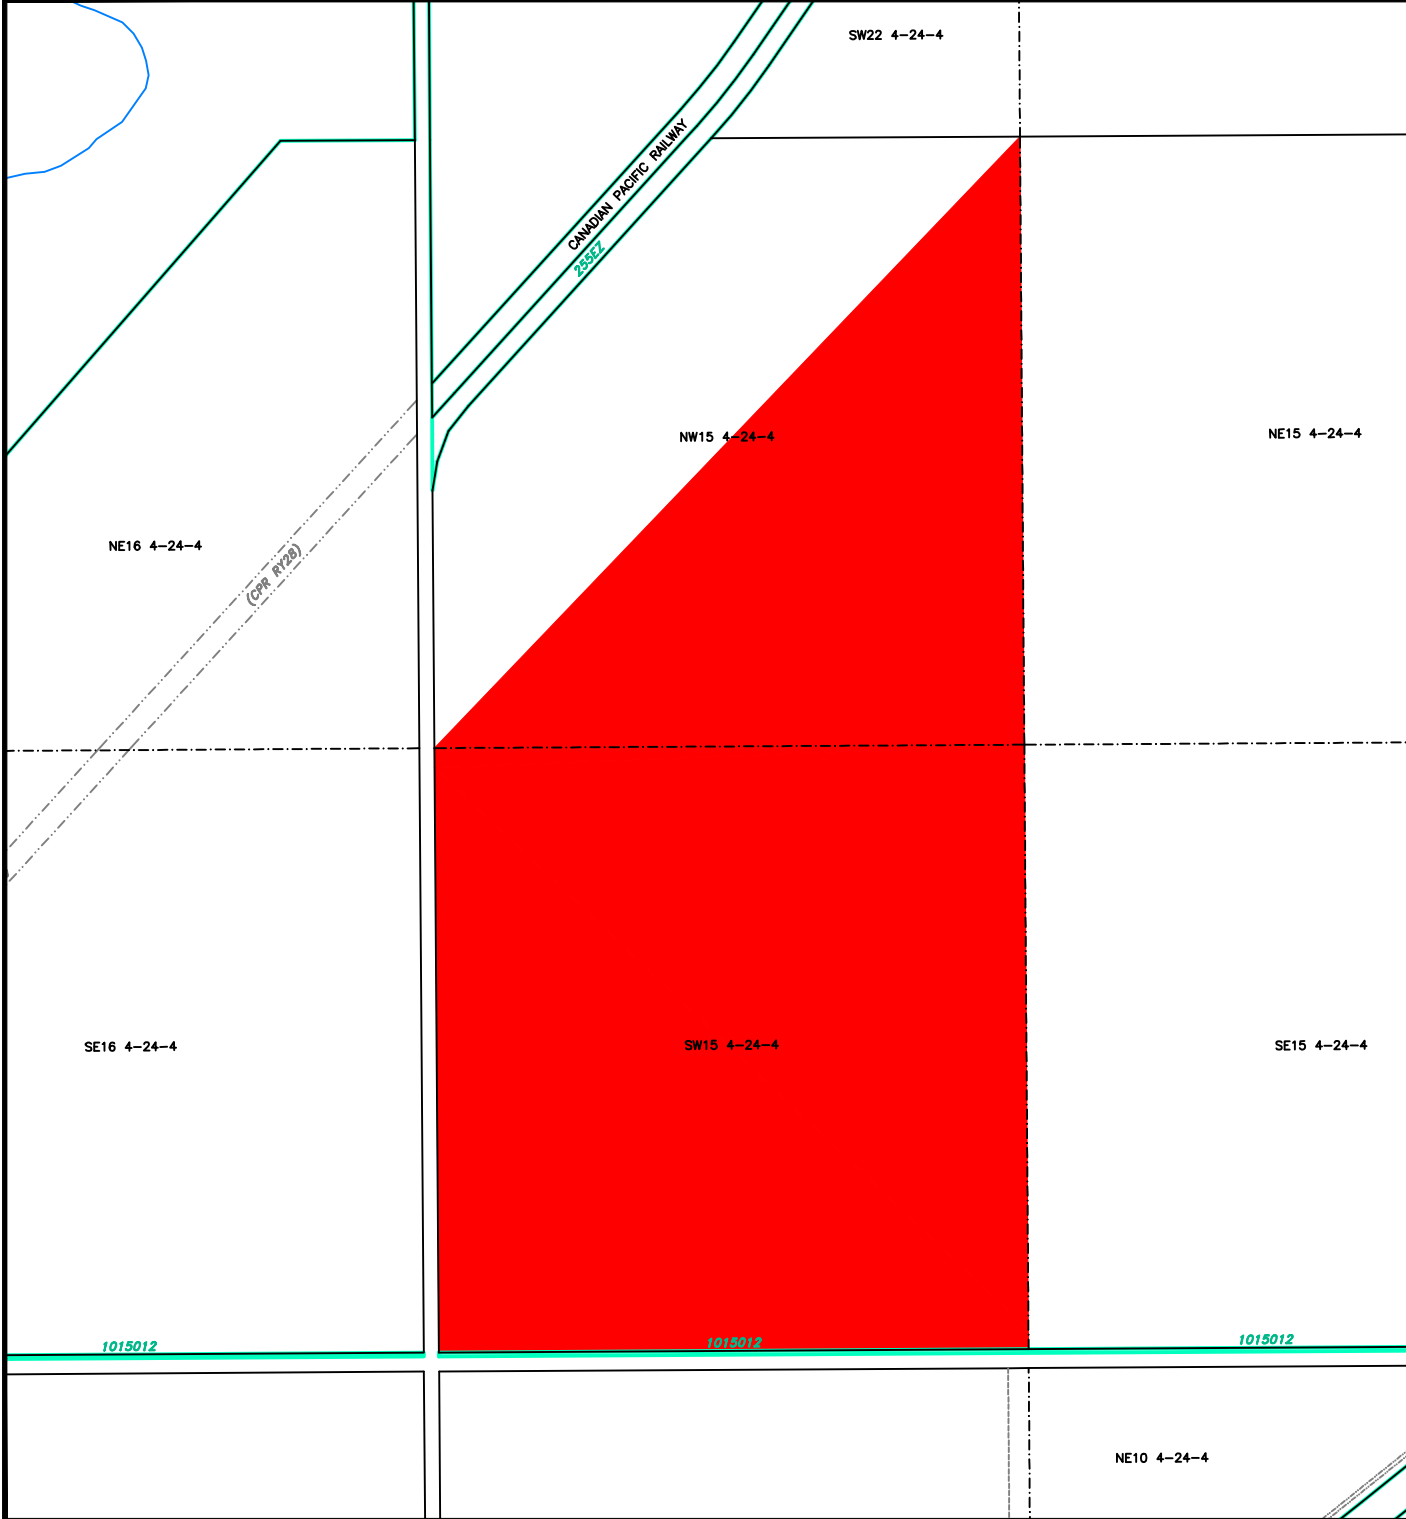 SW22 4-24-4
CANADIAN PACIFIC RAILWAY
255EZ
NW15 4-24-4
NE15 4-24-4
NE16 4-24-4
(CPR RY28)
SE16 4-24-4
SW15 4-24-4
SE15 4-24-4
1015012
1015012
1015012
NE10 4-24-4